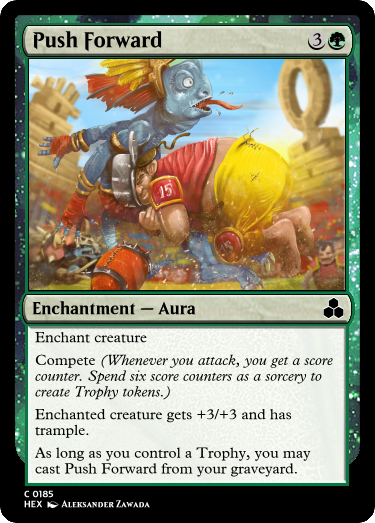 Push Forward 3
15
15
Enchantment — Aura
Enchant creature
Compete (Whenever you attack, you get a score
counter. Spend six score counters as a sorcery to
create Trophy tokens.)
Enchanted creature gets +3/+3 and has
trample.
As long as you control a Trophy, you may
cast Push Forward from your graveyard.
C 0185
HEX Aleksander Zawada